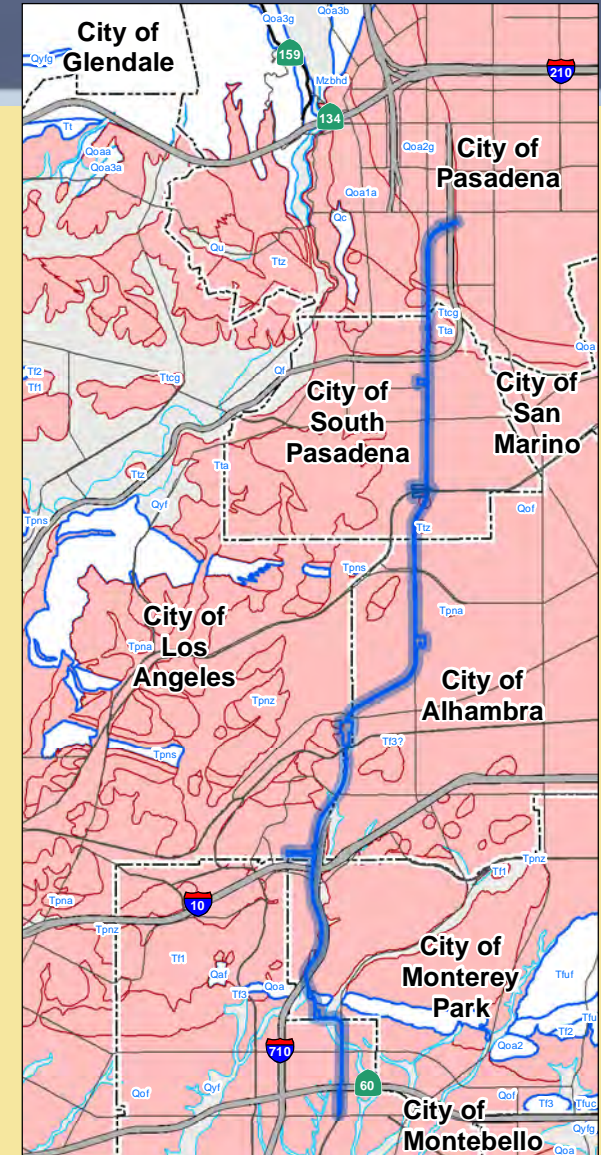 Qoa3g
Qoa3b
City of
Glendale
Qyfg
Tt
159
Mzbhd
210
134
Qoaa
Qoa3a
Qoa2g
City of
Pasadena
Qoa1a
Qc
Qu
Ttz
Ttcg
Tta
Qoa
Tf2
Tf1
Ttcg
Qf
City of
South
Pasadena
City of
San
Marino
Ttz
Tta
Qyf
Tpns
Qof
Ttz
Tpns
City of
Los
Angeles
Tpna
Tpna
Tpnz
City of
Alhambra
Tpns
Tf3?
Tpnz
Tf1
Tpna
Tpnz
10
Tf1
Qaf
Qoa
Tf3
City of
Monterey
Park
Tfuf
Tfu
Tf2
Qoa2
710
Qof
Qyf
60
Qof
Tf3
Tfuc
City of
Montebello
Qyfg
Qoa